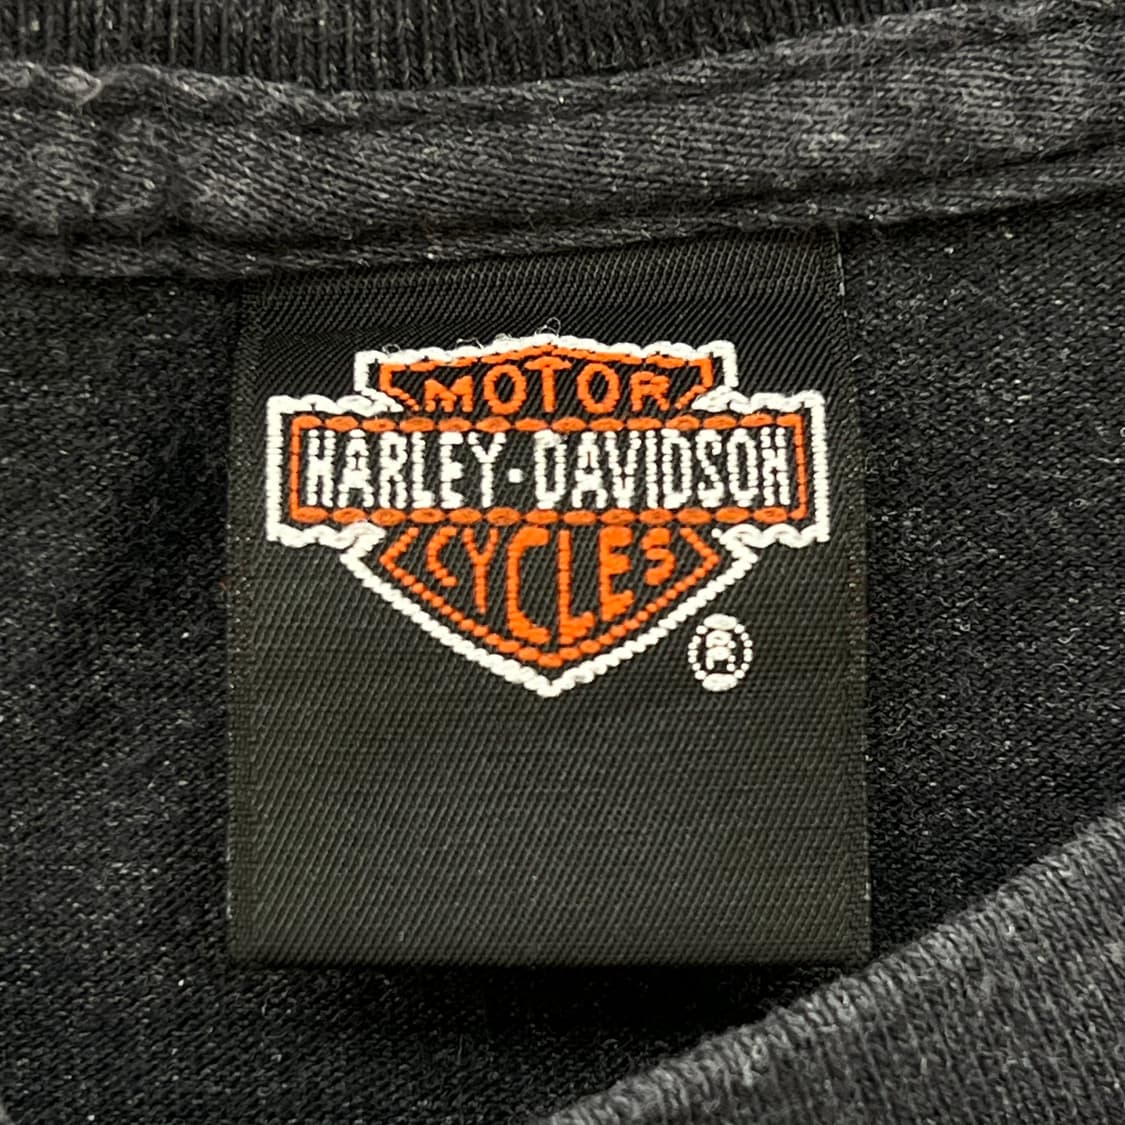 MOTOR
HARLEY-DAVIDSON
CYCLES
®